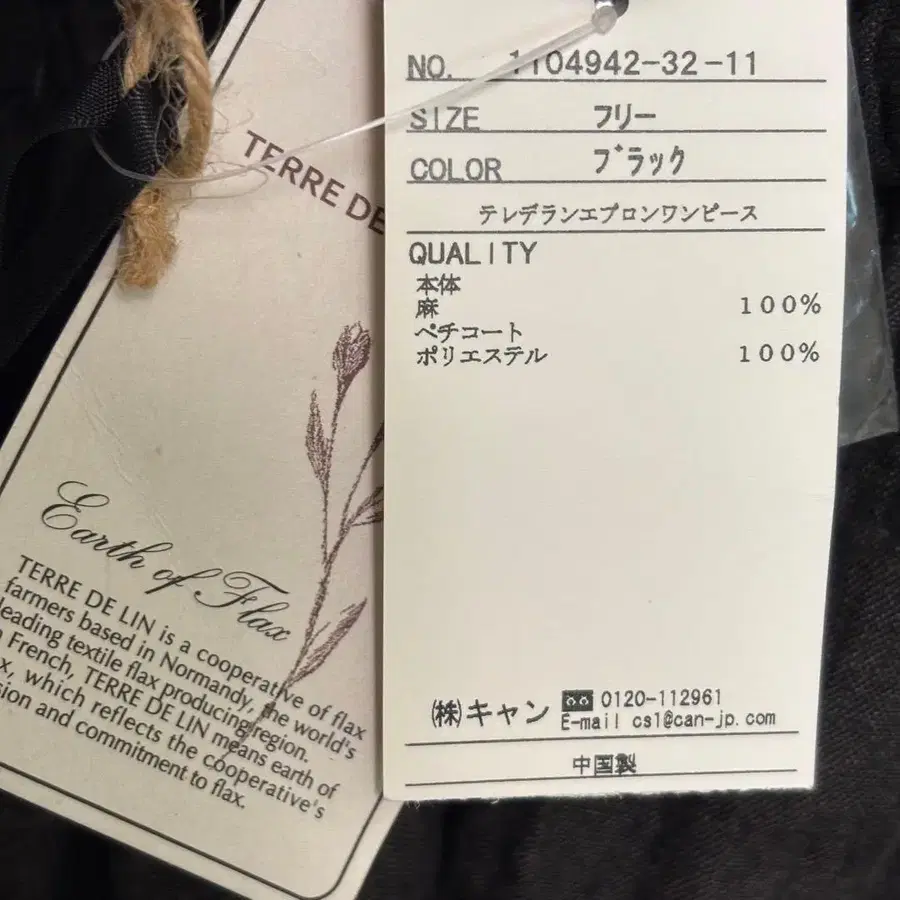 NO. 1104942-32-11
SIZE フリー
COLOR ブラック
テレデランエプロンワンピース
QUALITY
本体
麻 100%
ペチコート
ポリエステル 100%
(株)キャン 0120-112961
E-mail cs1@can-jp.com
中国製
TERRE DE
Earth of Flax
TERRE DE LIN is a cooperative of flax
farmers based in Normandy, the world's
leading textile flax producing region.
French, TERRE DE LIN means earth of
which reflects the cooperative's
and commitment to flax.